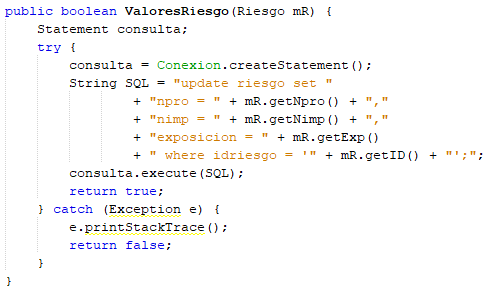 public boolean ValoresRiesgo(Riesgo mR) {
    Statement consulta;
    try {
        consulta = Conexion.createStatement();
        String SQL = "update riesgo set "
                + "npro = " + mR.getNpro() + ","
                + "nimp = " + mR.getNimp() + ","
                + "exposicion = " + mR.getExp()
                + " where idriesgo = '" + mR.getID() + "';";
        consulta.execute(SQL);
        return true;
    } catch (Exception e) {
        e.printStackTrace();
        return false;
    }
}